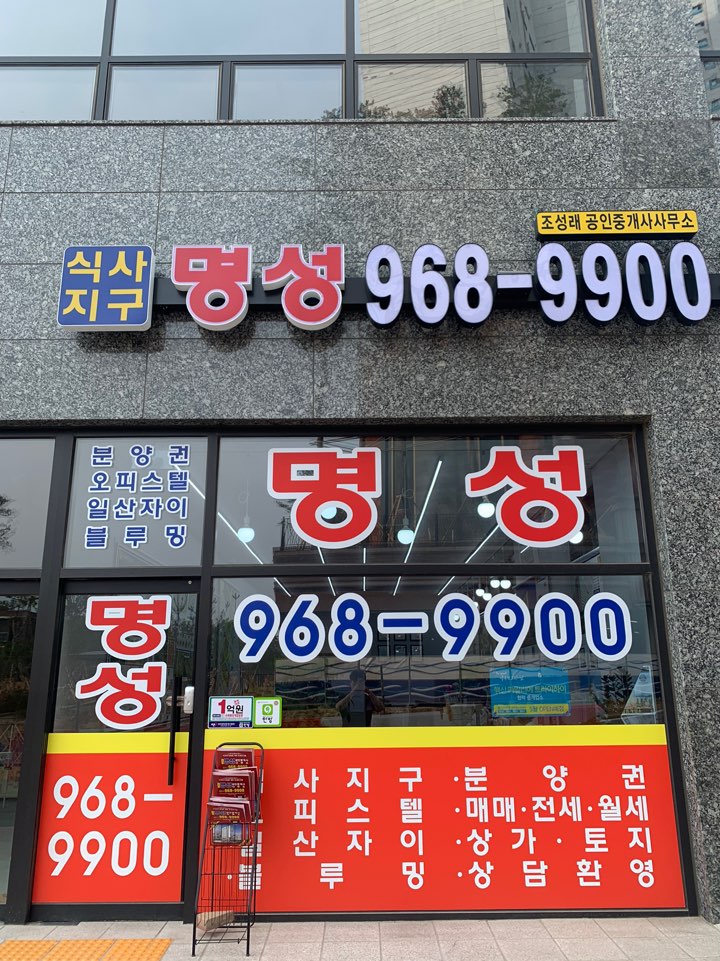 조성래 공인중개사사무소
식사
지구
명성 968-9900
분양권
오피스텔
일산자이
블루밍
명성
968-9900
명
성
968-
9900
1억원
한방
사지구·분양권
피스텔·매매·전세·월세
산자이·상가·토지
블루밍·상담환영